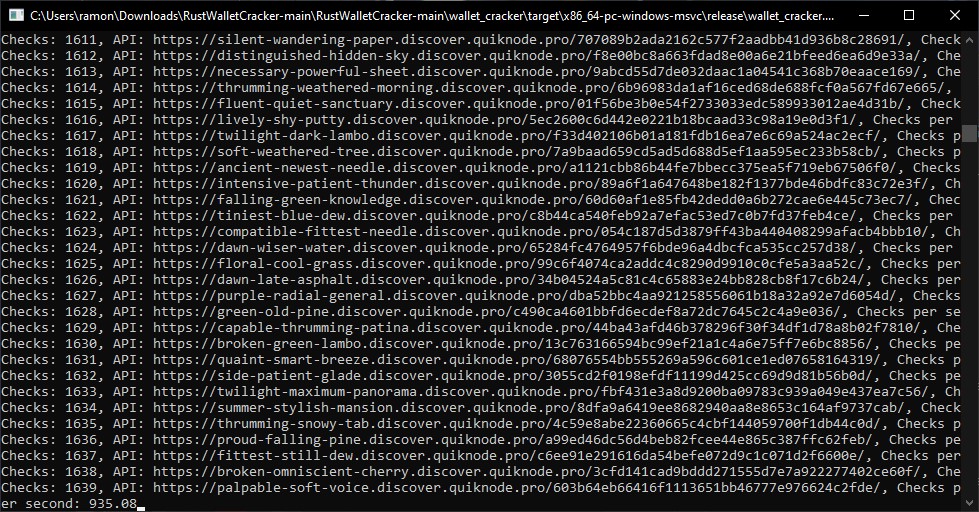 C:\Users\ramon\Downloads\RustWalletCracker-main\RustWalletCracker-main\wallet_cracker\target\x86_64-pc-windows-msvc\release\wallet_cracker....
Checks: 1611, API: https://silent-wandering-paper.discover.quiknode.pro/707089b2ada2162c577f2aadbb41d936b8c28691/, Check
Checks: 1612, API: https://distinguished-hidden-sky.discover.quiknode.pro/f8e00bc8a663fdad8e00a6e21bfeed6ea6d9e33a/, Che
Checks: 1613, API: https://necessary-powerful-sheet.discover.quiknode.pro/9abcd55d7de032daac1a04541c368b70eaace169/, Che
Checks: 1614, API: https://thrumming-weathered-morning.discover.quiknode.pro/6b96983da1af16ced68de688fcf0a567fd67e665/,
Checks: 1615, API: https://fluent-quiet-sanctuary.discover.quiknode.pro/01f56be3b0e54f2733033edc589933012ae4d31b/, Check
Checks: 1616, API: https://lively-shy-putty.discover.quiknode.pro/5ec2600c6d442e0221b18bcaad33c98a19e0d3f1/, Checks per
Checks: 1617, API: https://twilight-dark-lambo.discover.quiknode.pro/f33d402106b01a181fdb16ea7e6c69a524ac2ecf/, Checks p
Checks: 1618, API: https://soft-weathered-tree.discover.quiknode.pro/7a9baad659cd5ad5d688d5ef1aa595ec233b58cb/, Checks p
Checks: 1619, API: https://ancient-newest-needle.discover.quiknode.pro/a1121cbb86b44fe7bbecc375ea5f719eb67506f0/, Check
Checks: 1620, API: https://intensive-patient-thunder.discover.quiknode.pro/89a6f1a647648be182f1377bde46bdfc83c72e3f/, Ch
Checks: 1621, API: https://falling-green-knowledge.discover.quiknode.pro/60d60af1e85fb42dedd0a6b272cae6e445c73ec7/, Chec
Checks: 1622, API: https://tiniest-blue-dew.discover.quiknode.pro/c8b44ca540feb92a7efac53ed7c0b7fd37feb4ce/, Checks per
Checks: 1623, API: https://compatible-fittest-needle.discover.quiknode.pro/054c187d5d3879ff43ba440408299afacb4bbb10/, Ch
Checks: 1624, API: https://dawn-wiser-water.discover.quiknode.pro/65284fc4764957f6bde96a4dbcfca535cc257d38/, Checks per
Checks: 1625, API: https://floral-cool-grass.discover.quiknode.pro/99c6f4074ca2addc4c8290d9910c0cfe5a3aa52c/, Checks per
Checks: 1626, API: https://dawn-late-asphalt.discover.quiknode.pro/34b04524a5c81c4c65883e24bb828cb8f17c6b24/, Checks per
Checks: 1627, API: https://purple-radial-general.discover.quiknode.pro/dba52bbc4aa921258556061b18a32a92e7d6054d/, Checks
Checks: 1628, API: https://green-old-pine.discover.quiknode.pro/c490ca4601bbfd6ecdef8a72dc7645c2c4a9e036/, Checks per se
Checks: 1629, API: https://capable-thrumming-patina.discover.quiknode.pro/44ba43afd46b378296f30f34df1d78a8b02f7810/, Che
Checks: 1630, API: https://broken-green-lambo.discover.quiknode.pro/13c763166594bc99ef21a1c4a6e75ff7e6bc8856/, Checks pe
Checks: 1631, API: https://quaint-smart-breeze.discover.quiknode.pro/68076554bb555269a596c601ce1ed07658164319/, Checks p
Checks: 1632, API: https://side-patient-glade.discover.quiknode.pro/3055cd2f0198efdf11199d425cc69d9d81b56b0d/, Checks pe
Checks: 1633, API: https://twilight-maximum-panorama.discover.quiknode.pro/fbf431e3a8d9200ba09783c939a049e437ea7c56/, Ch
Checks: 1634, API: https://summer-stylish-mansion.discover.quiknode.pro/8dfa9a6419ee8682940aa8e8653c164af9737cab/, Check
Checks: 1635, API: https://thrumming-snowy-tab.discover.quiknode.pro/4c59e8abe22360665c4cbf144059700f1db44c0d/, Checks p
Checks: 1636, API: https://proud-falling-pine.discover.quiknode.pro/a99ed46dc56d4beb82fcee44e865c387ffc62feb/, Checks pe
Checks: 1637, API: https://fittest-still-dew.discover.quiknode.pro/c6ee91e291616da54befe072d9c1c071d2f6600e/, Checks per
Checks: 1638, API: https://broken-omniscient-cherry.discover.quiknode.pro/3cfd141cad9bddd271555d7e7a922277402ce60f/, Che
Checks: 1639, API: https://palpable-soft-voice.discover.quiknode.pro/603b64eb66416f1113651bb46777e976624c2fde/, Checks p
er second: 935.08